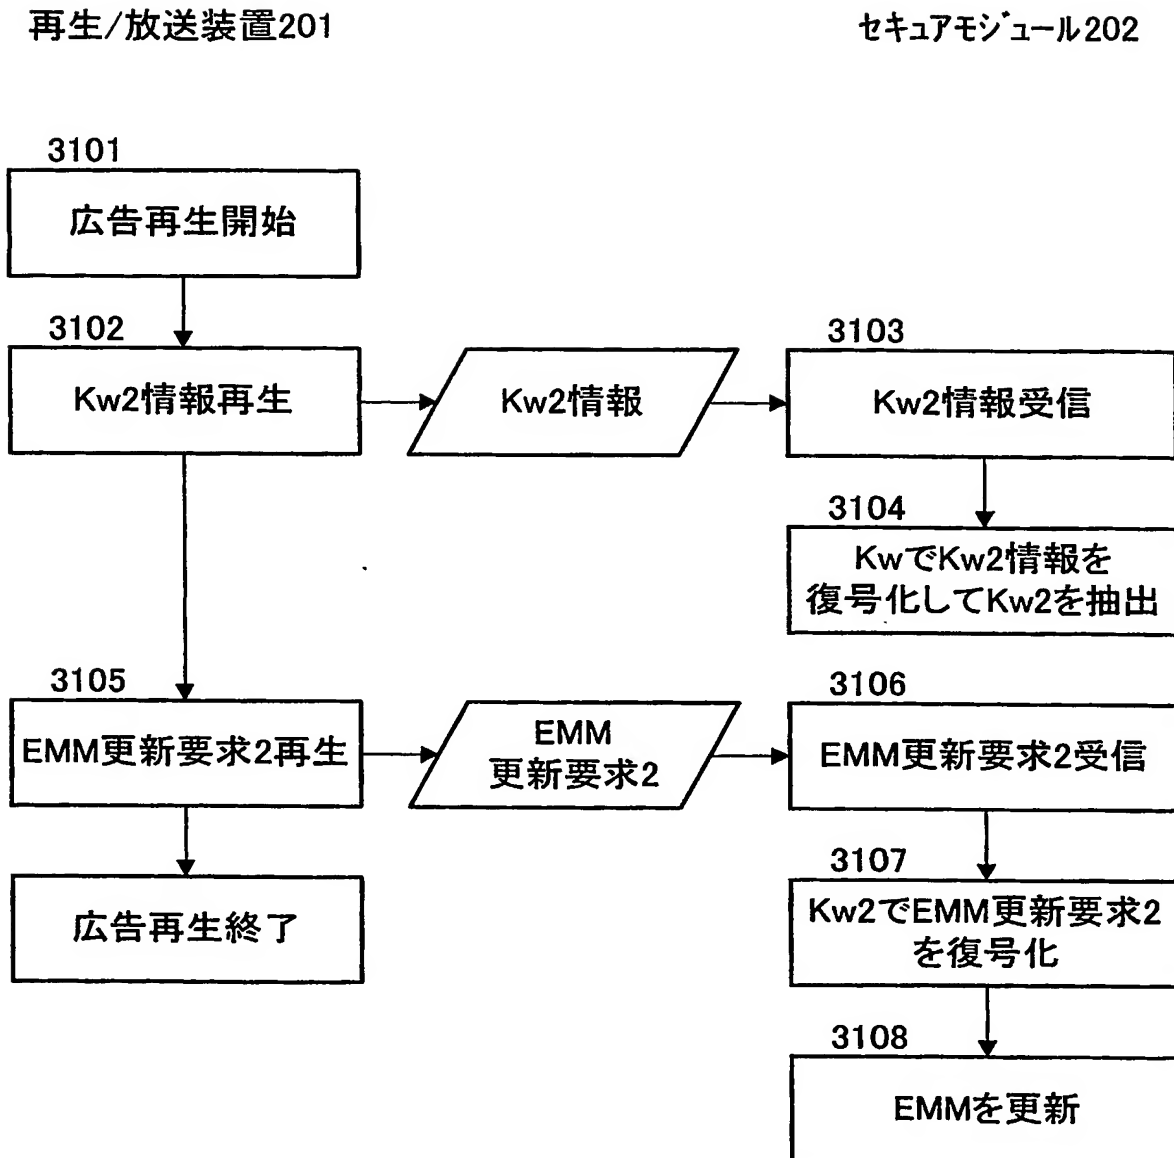 再生/放送装置201
セキュアモジュール202
3101
広告再生開始
3102
Kw2情報再生
Kw2情報
3103
Kw2情報受信
3104
KwでKw2情報を
復号化してKw2を抽出
3105
EMM更新要求2再生
EMM
更新要求2
3106
EMM更新要求2受信
広告再生終了
3107
Kw2でEMM更新要求2
を復号化
3108
EMMを更新